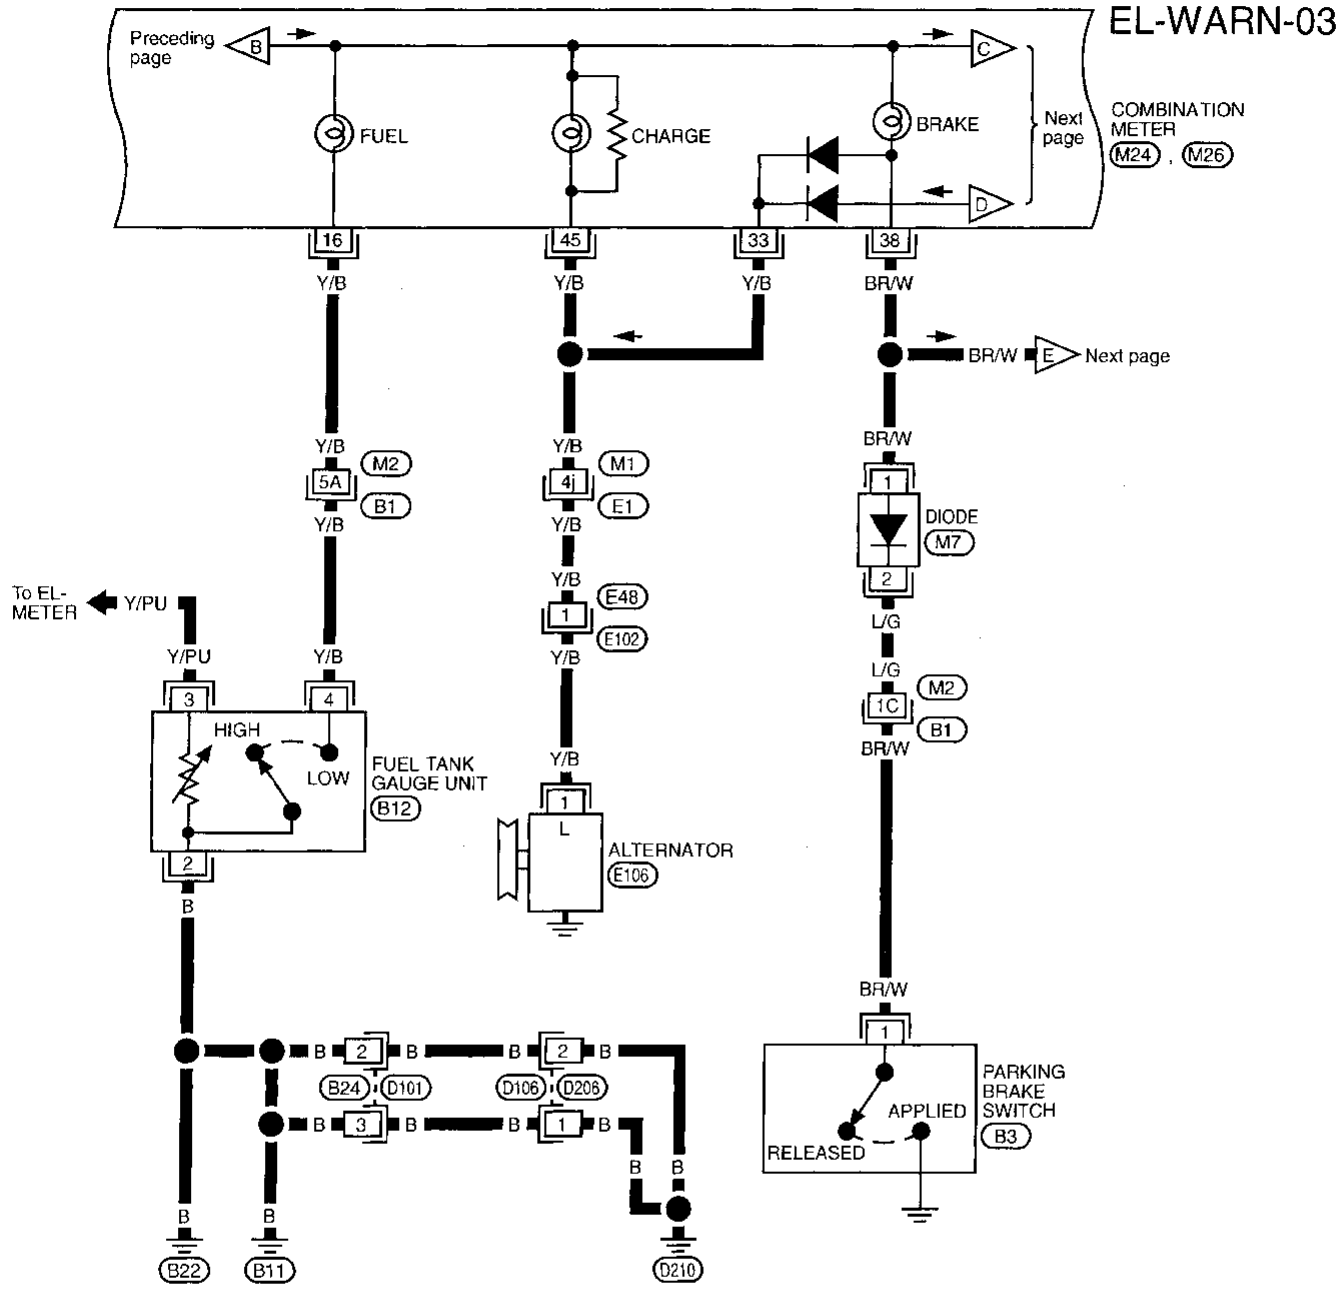 EL-WARN-03
Preceding
page
B
C
FUEL
CHARGE
BRAKE
Next
page
D
COMBINATION
METER
M24 , M26
16
45
33
38
Y/B
Y/B
Y/B
BR/W
BR/W
E
Next page
Y/B
M2
5A
B1
Y/B
Y/B
M1
4j
E1
Y/B
BR/W
1
DIODE
M7
2
L/G
Y/B
E48
1
E102
Y/B
To EL-
METER
Y/PU
Y/PU
Y/B
3
4
HIGH
LOW
FUEL TANK
GAUGE UNIT
B12
2
B
L/G
M2
1C
B1
BR/W
Y/B
1
L
ALTERNATOR
E106
BR/W
1
PARKING
BRAKE
SWITCH
B3
APPLIED
RELEASED
B 2 B B 2 B
B24 D101 D106 D206
B 3 B B 1 B
B B
B B
B22 B11 D210